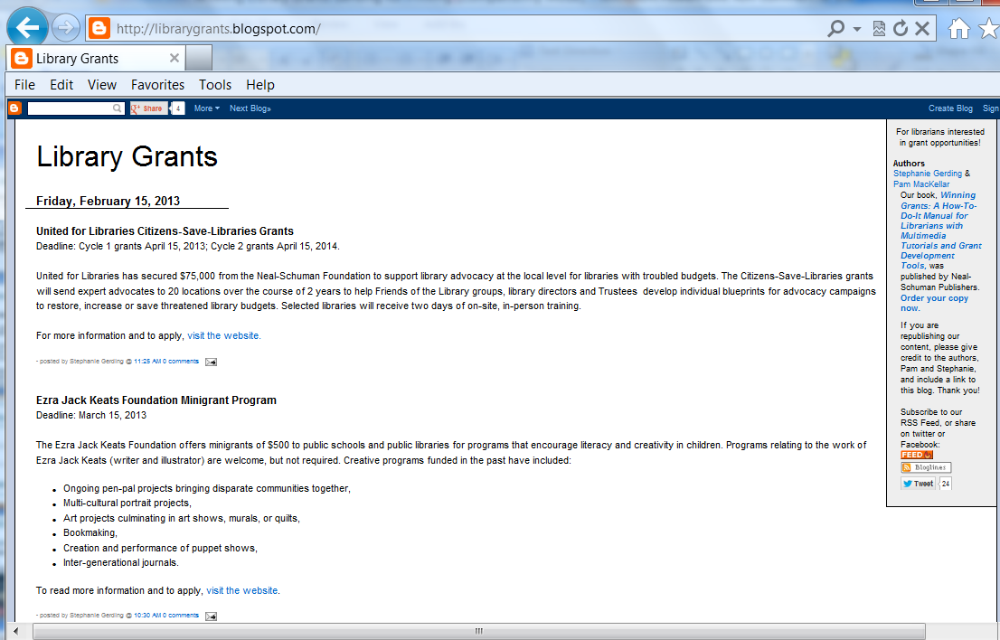 http://librarygrants.blogspot.com/
Library Grants
File Edit View Favorites Tools Help
Share 4 More Next Blog» Create Blog Sign
Library Grants
Friday, February 15, 2013
United for Libraries Citizens-Save-Libraries Grants
Deadline: Cycle 1 grants April 15, 2013; Cycle 2 grants April 15, 2014.
United for Libraries has secured $75,000 from the Neal-Schuman Foundation to support library advocacy at the local level for libraries with troubled budgets. The Citizens-Save-Libraries grants
will send expert advocates to 20 locations over the course of 2 years to help Friends of the Library groups, library directors and Trustees develop individual blueprints for advocacy campaigns
to restore, increase or save threatened library budgets. Selected libraries will receive two days of on-site, in-person training.
For more information and to apply, visit the website.
- posted by Stephanie Gerding @ 11:25 AM 0 comments
Ezra Jack Keats Foundation Minigrant Program
Deadline: March 15, 2013
The Ezra Jack Keats Foundation offers minigrants of $500 to public schools and public libraries for programs that encourage literacy and creativity in children. Programs relating to the work of
Ezra Jack Keats (writer and illustrator) are welcome, but not required. Creative programs funded in the past have included:
• Ongoing pen-pal projects bringing disparate communities together,
• Multi-cultural portrait projects,
• Art projects culminating in art shows, murals, or quilts,
• Bookmaking,
• Creation and performance of puppet shows,
• Inter-generational journals.
To read more information and to apply, visit the website.
- posted by Stephanie Gerding @ 10:30 AM 0 comments
For librarians interested
in grant opportunities!
Authors
Stephanie Gerding &
Pam MacKellar
Our book, Winning
Grants: A How-To-
Do-It Manual for
Librarians with
Multimedia
Tutorials and Grant
Development
Tools, was
published by Neal-
Schuman Publishers.
Order your copy
now.
If you are
republishing our
content, please give
credit to the authors,
Pam and Stephanie,
and include a link to
this blog. Thank you!
Subscribe to our
RSS Feed, or share
on twitter or
Facebook:
FEED
Bloglines
Tweet 24